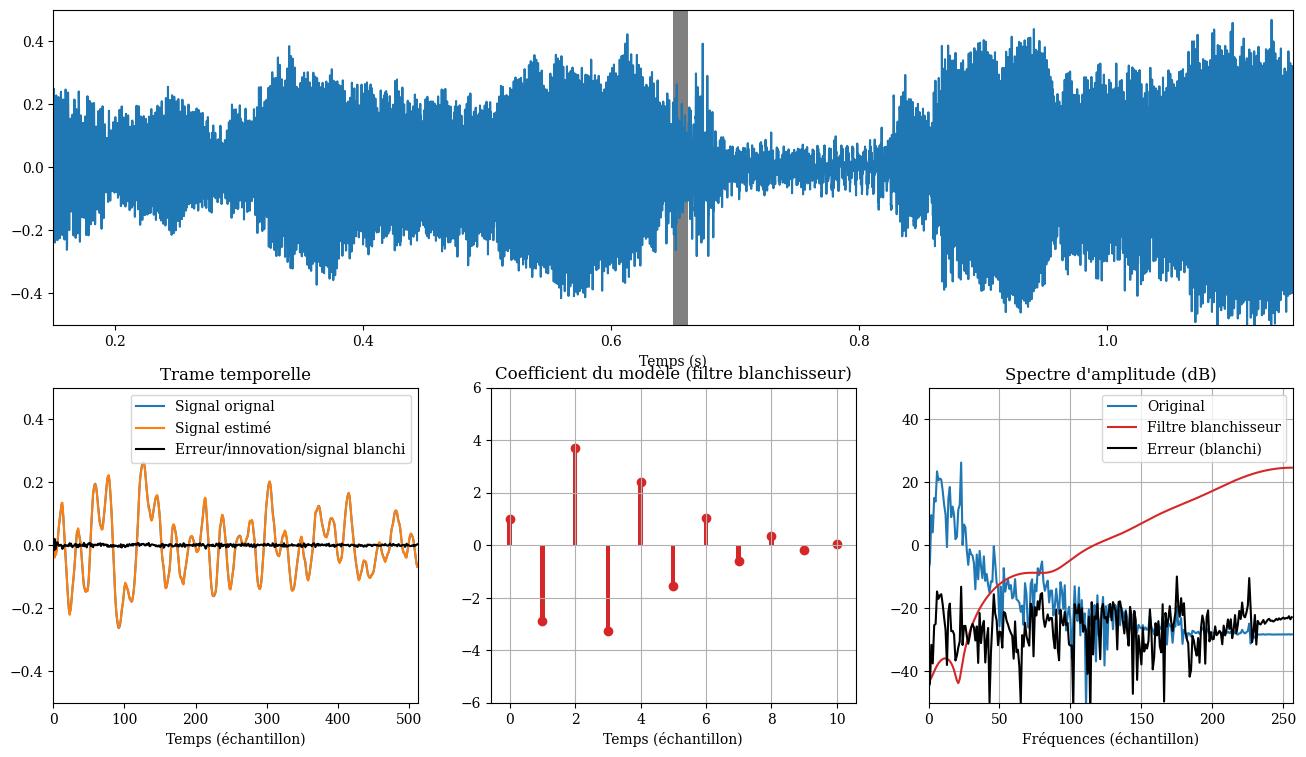 0.4
0.2
0.0
−0.2
−0.4
0.2 0.4 0.6 0.8 1.0
Temps (s)
Trame temporelle
Signal orignal
Signal estimé
Erreur/innovation/signal blanchi
0.4
0.2
0.0
−0.2
−0.4
0 100 200 300 400 500
Temps (échantillon)
Coefficient du modèle (filtre blanchisseur)
6
4
2
0
−2
−4
−6
0 2 4 6 8 10
Temps (échantillon)
Spectre d'amplitude (dB)
Original
Filtre blanchisseur
Erreur (blanchi)
40
20
0
−20
−40
0 50 100 150 200 250
Fréquences (échantillon)